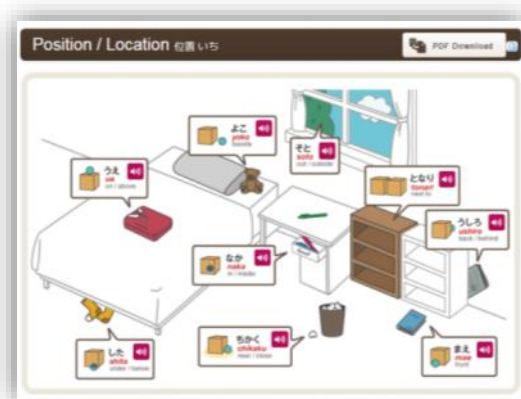 Position / Location 位置 いち
PDF Download
よこ
yoko
beside
そと
soto
out / outside
うえ
ue
on / above
となり
tonari
next to
うしろ
ushiro
back / behind
なか
naka
in / inside
した
shita
under / below
ちかく
chikaku
near / close
まえ
mae
front